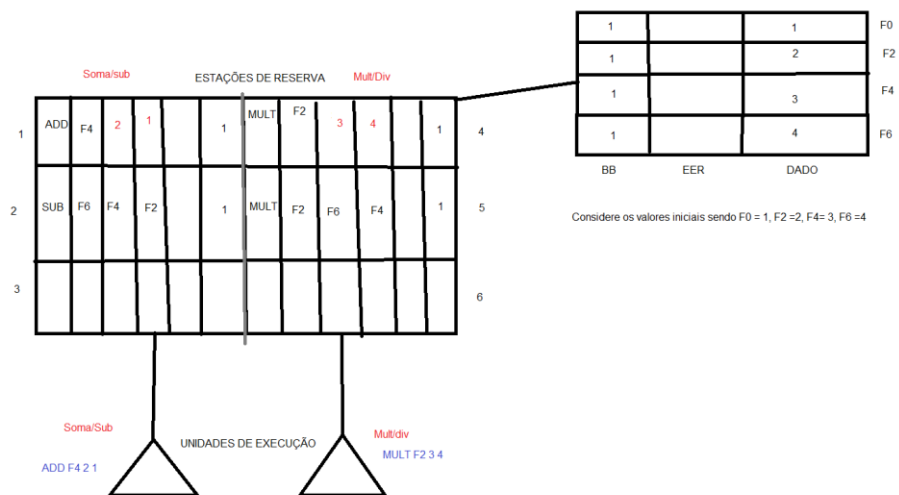 Soma/sub
ESTAÇÕES DE RESERVA
Mult/Div
1 ADD F4 2 1 1 MULT F2 3 4 1 4
2 SUB F6 F4 F2 1 MULT F2 F6 F4 1 5
3 6
1 1 F0
1 2 F2
1 3 F4
1 4 F6
BB EER DADO
Considere os valores iniciais sendo F0 = 1, F2 =2, F4= 3, F6 =4
Soma/Sub
UNIDADES DE EXECUÇÃO
Mult/div
ADD F4 2 1
MULT F2 3 4